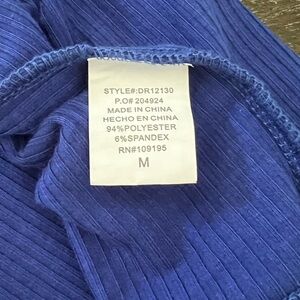 STYLE#:DR12130
P.O# 204924
MADE IN CHINA
HECHO EN CHINA
94%POLYESTER
6%SPANDEX
RN#109195
M